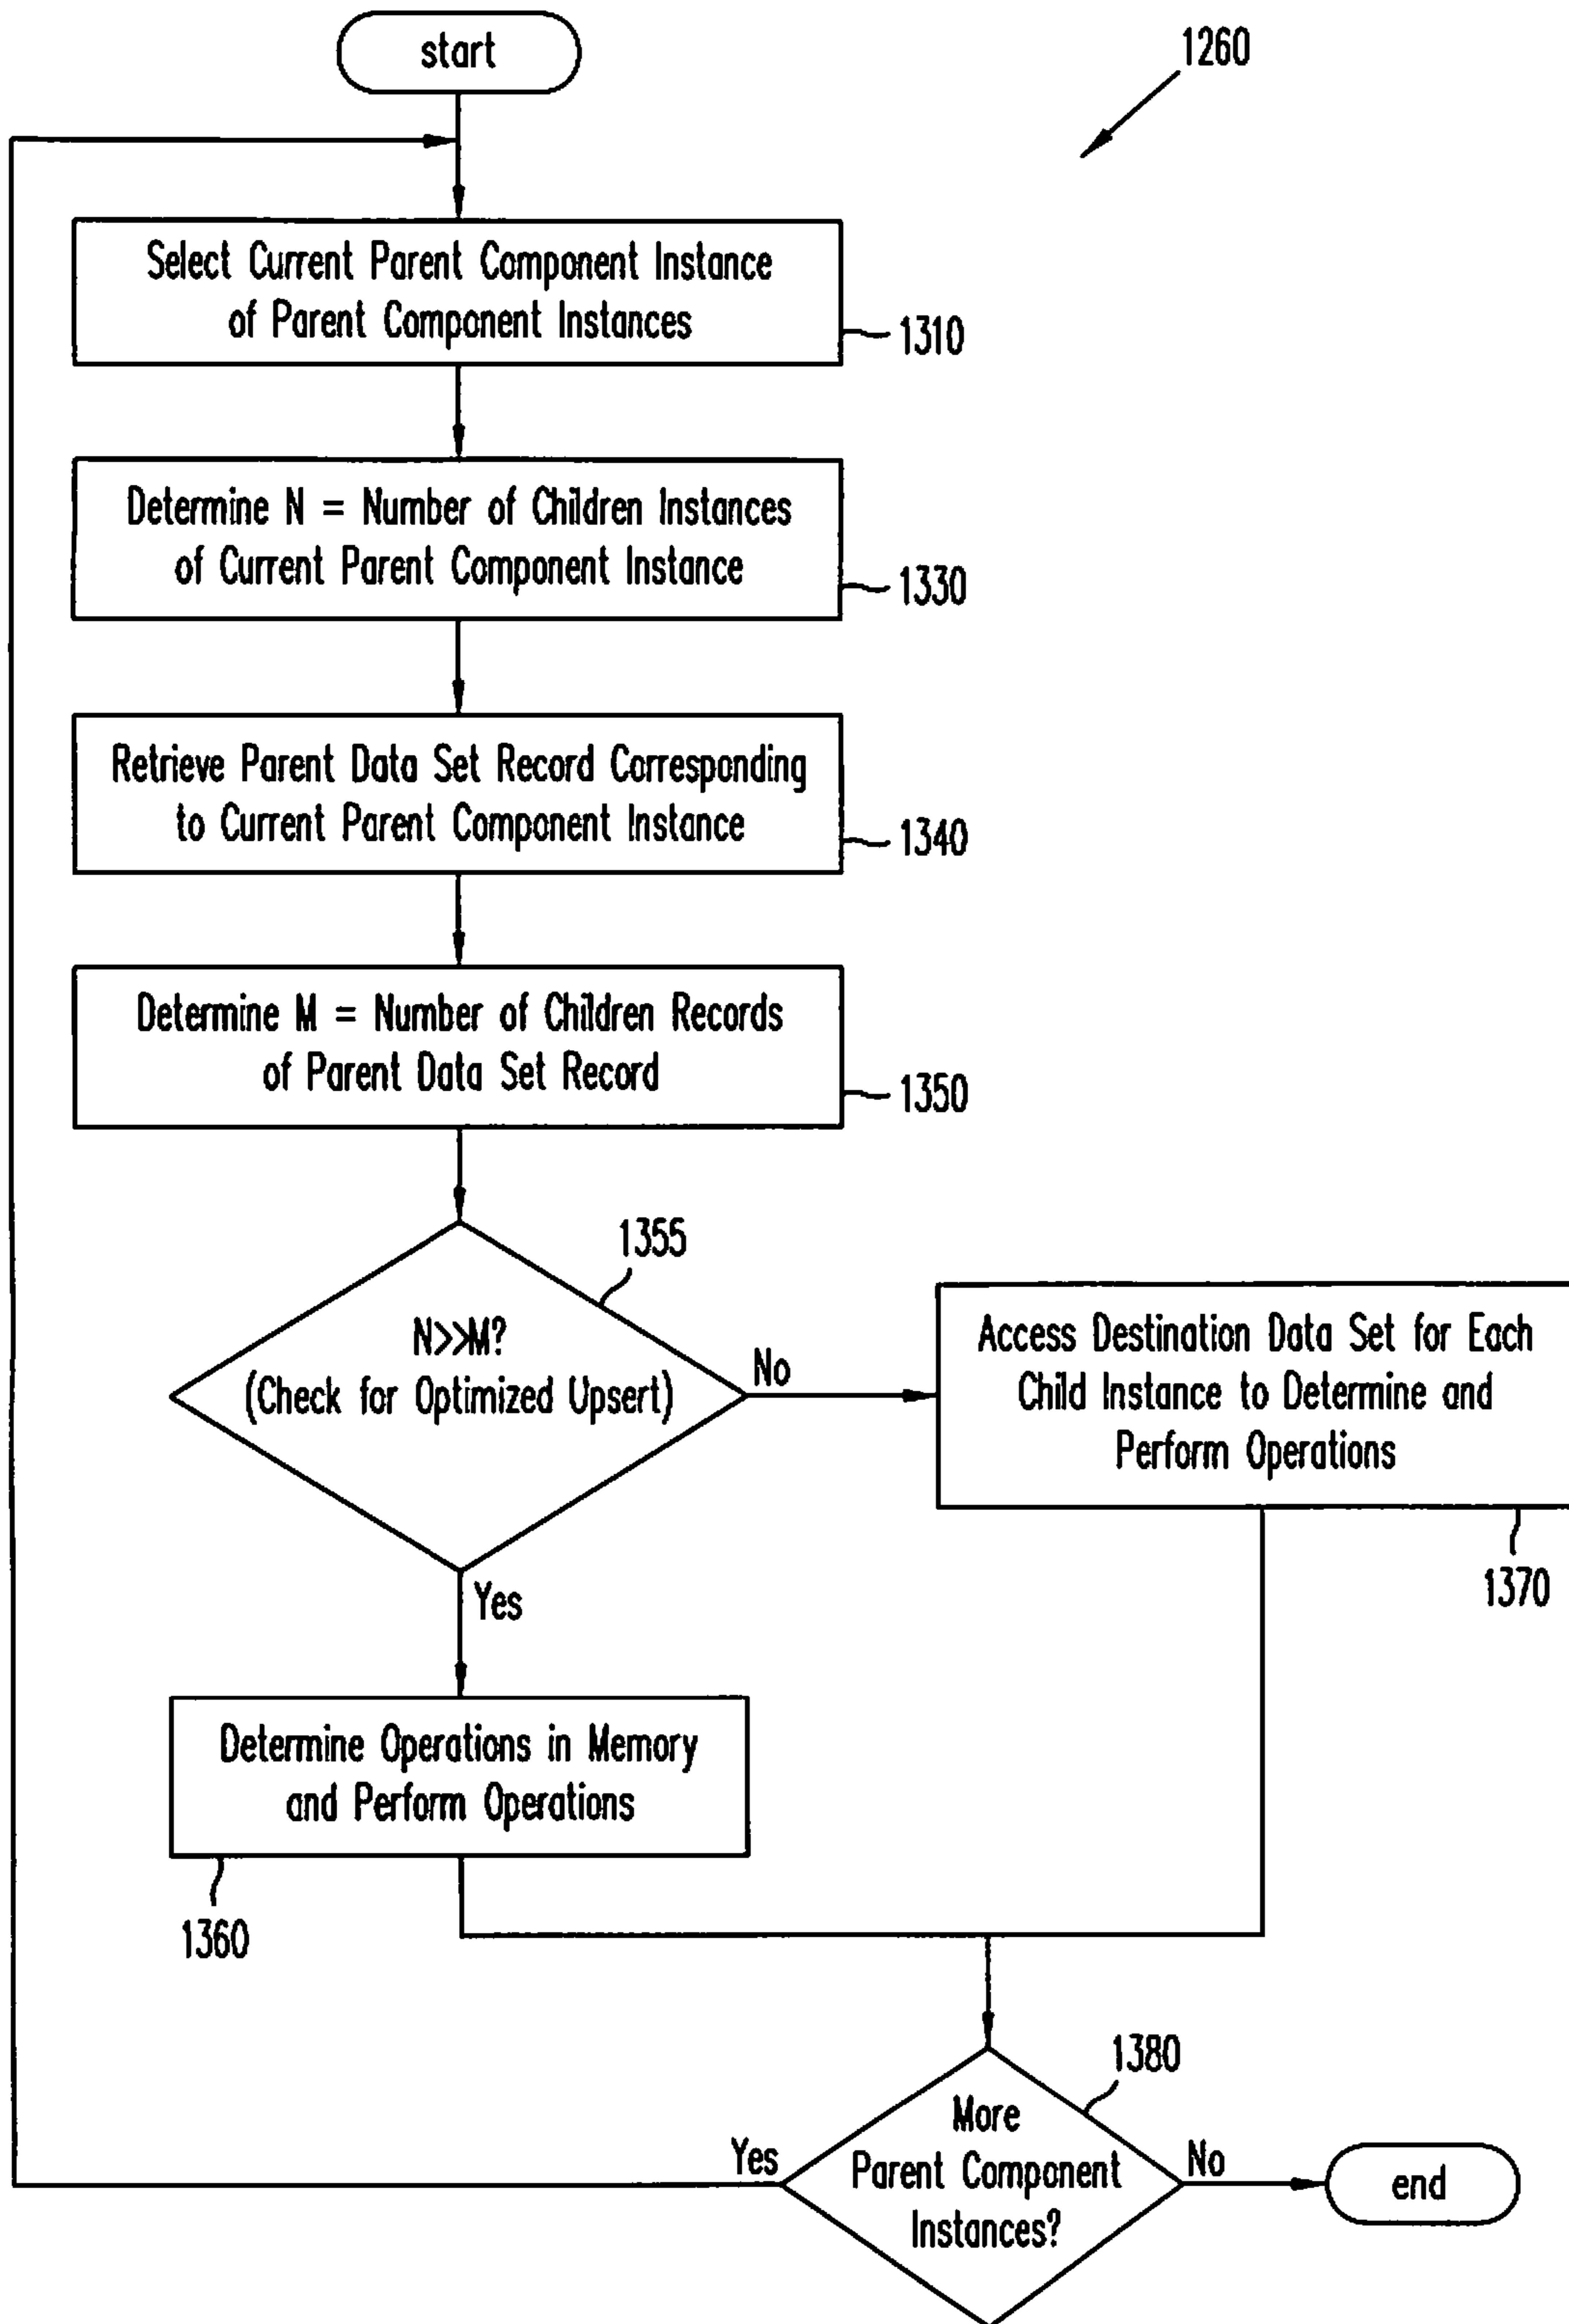 start
1260
Select Current Parent Component Instance
of Parent Component Instances
1310
Determine N = Number of Children Instances
of Current Parent Component Instance
1330
Retrieve Parent Data Set Record Corresponding
to Current Parent Component Instance
1340
Determine M = Number of Children Records
of Parent Data Set Record
1350
1355
N>>M?
(Check for Optimized Upsert)
No
Access Destination Data Set for Each
Child Instance to Determine and
Perform Operations
1370
Yes
Determine Operations in Memory
and Perform Operations
1360
1380
More
Parent Component
Instances?
Yes
No
end